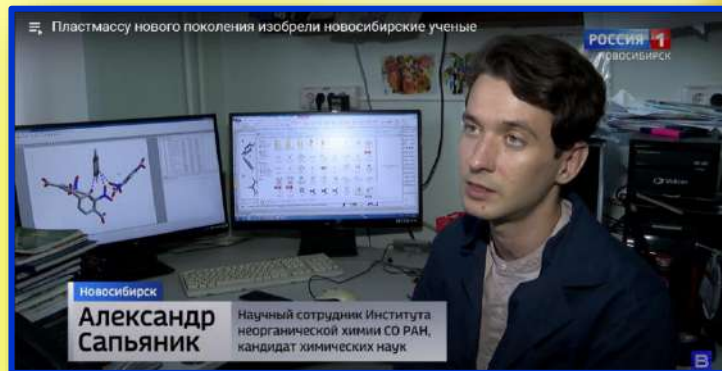 Пластмассу нового поколения изобрели новосибирские ученые
РОССИЯ 1
НОВОСИБИРСК
Новосибирск
Александр
Сапьяник
Научный сотрудник Института
неорганической химии СО РАН,
кандидат химических наук
В